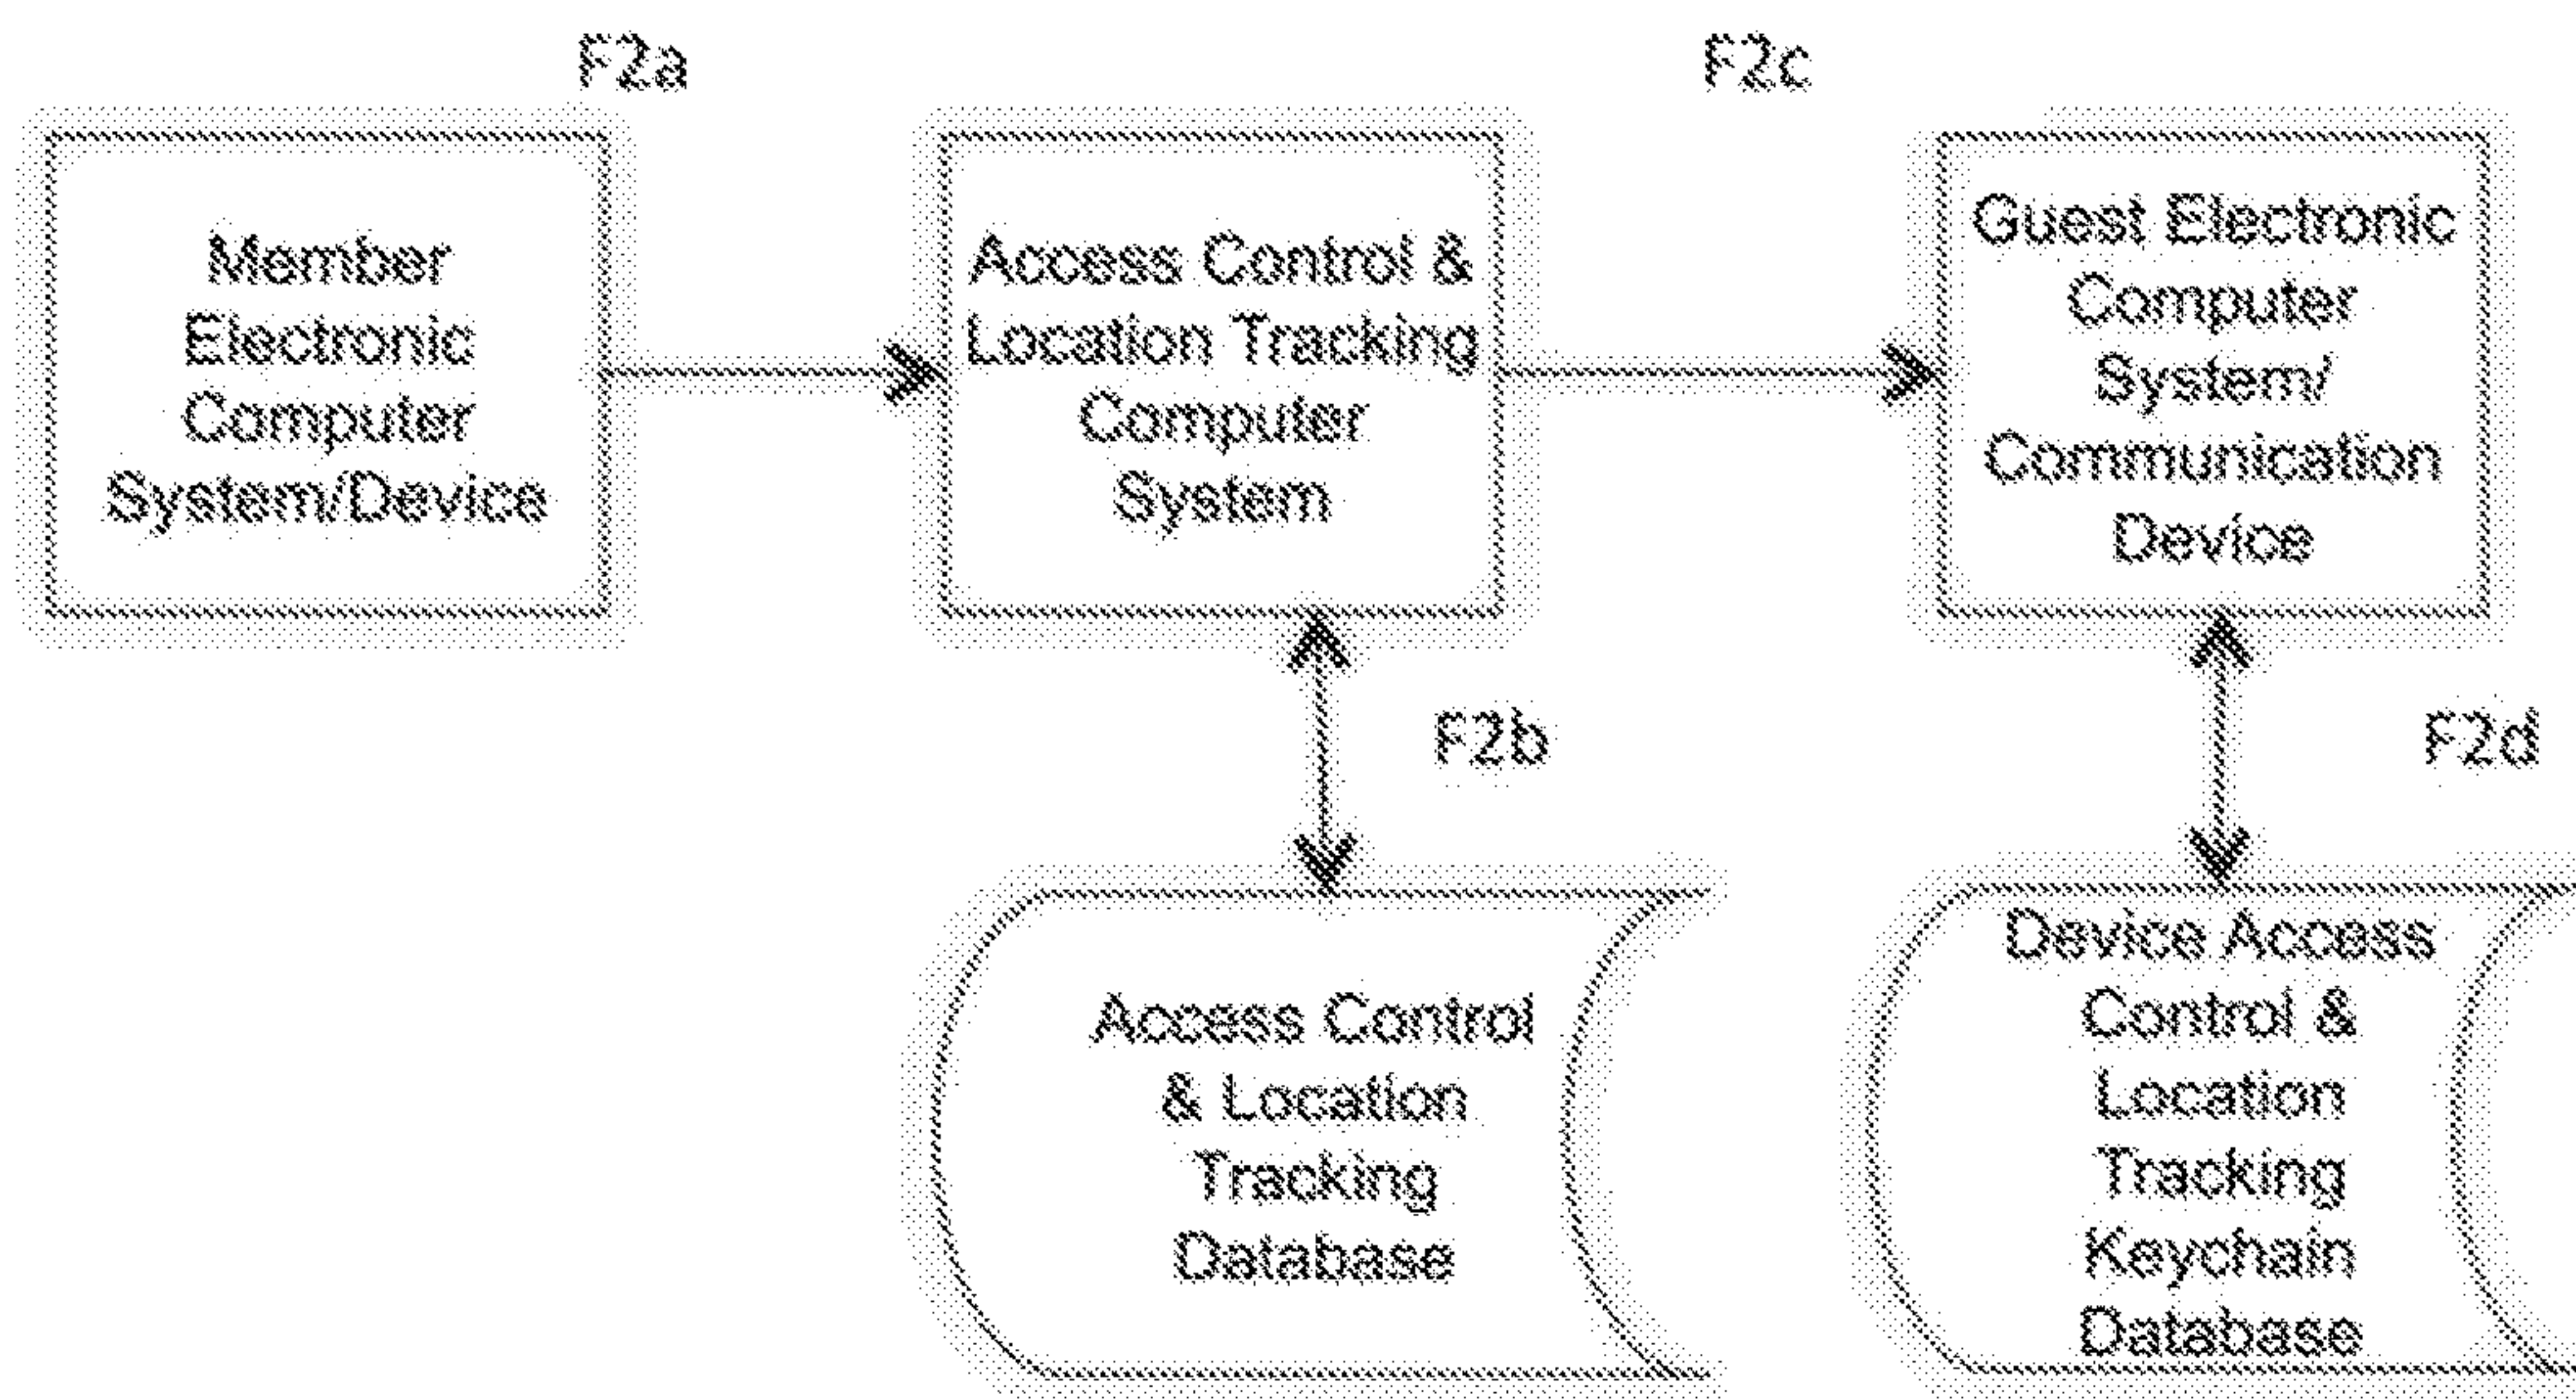 F2a
F2c
Member
Electronic
Computer
System/Device
Access Control &
Location Tracking
Computer
System
Guest Electronic
Computer
System/
Communication
Device
F2b
F2d
Access Control
& Location
Tracking
Database
Device Access
Control &
Location
Tracking
Keychain
Database